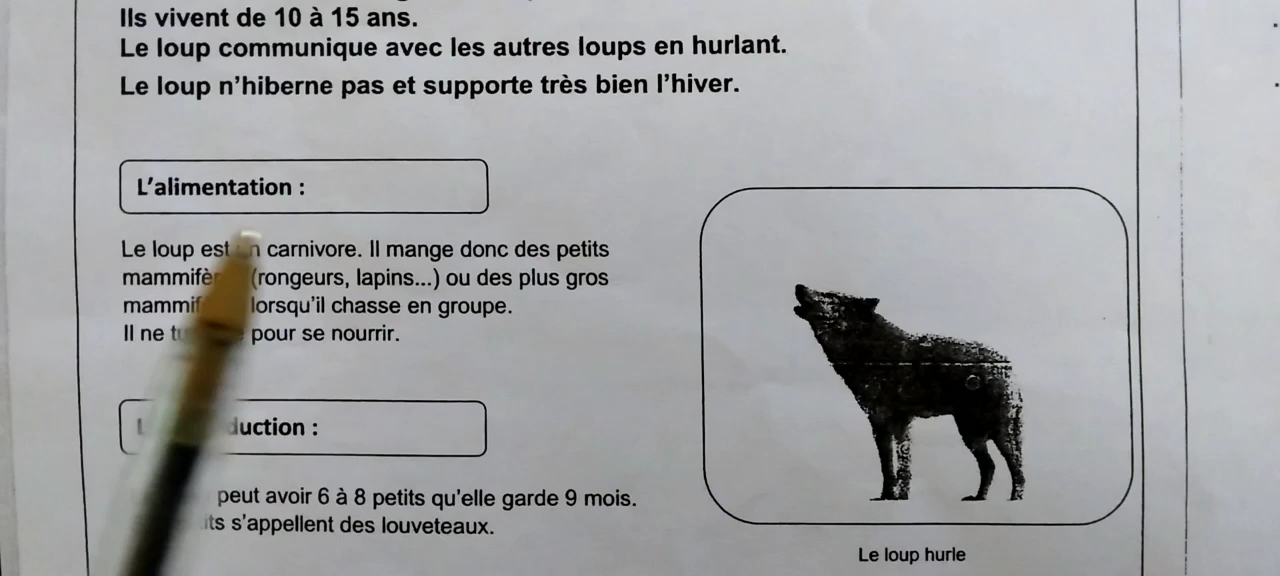 Ils vivent de 10 à 15 ans.
Le loup communique avec les autres loups en hurlant.
Le loup n'hiberne pas et supporte très bien l'hiver.
L'alimentation :
Le loup est carnivore. Il mange donc des petits
(rongeurs, lapins...) ou des plus gros
lorsqu'il chasse en groupe.
Il ne pour se nourrir.
peut avoir 6 à 8 petits qu'elle garde 9 mois.
s'appellent des louveteaux.
Le loup hurle